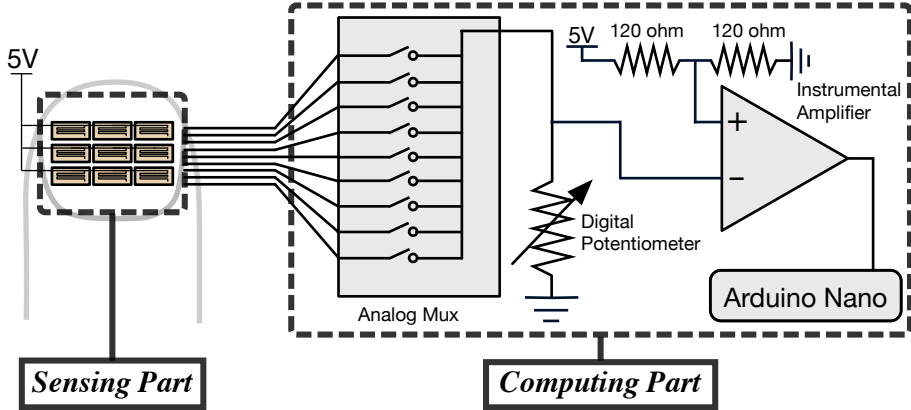 5V
5V
120 ohm
120 ohm
Instrumental
Amplifier
+
−
Digital
Potentiometer
Analog Mux
Arduino Nano
Sensing Part
Computing Part